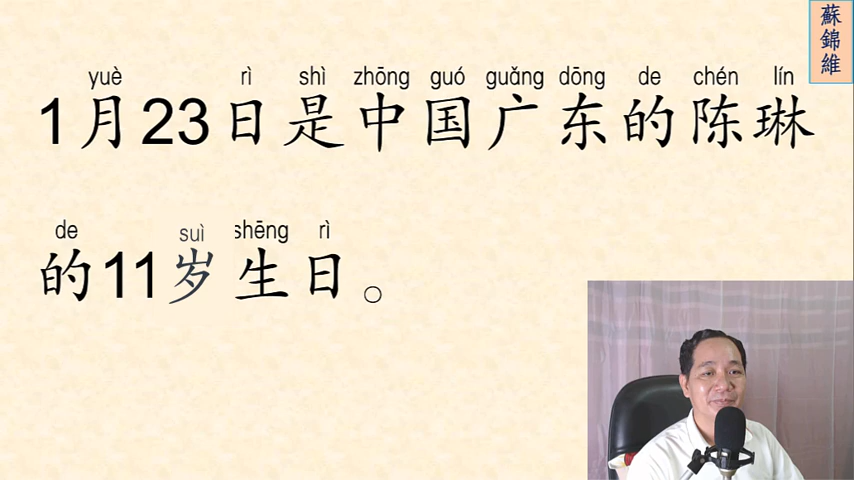 蘇錦維
yuè rì shì zhōng guó guǎng dōng de chén lín
1月23日是中国广东的陈琳
de suì shēng rì
的11岁生日。